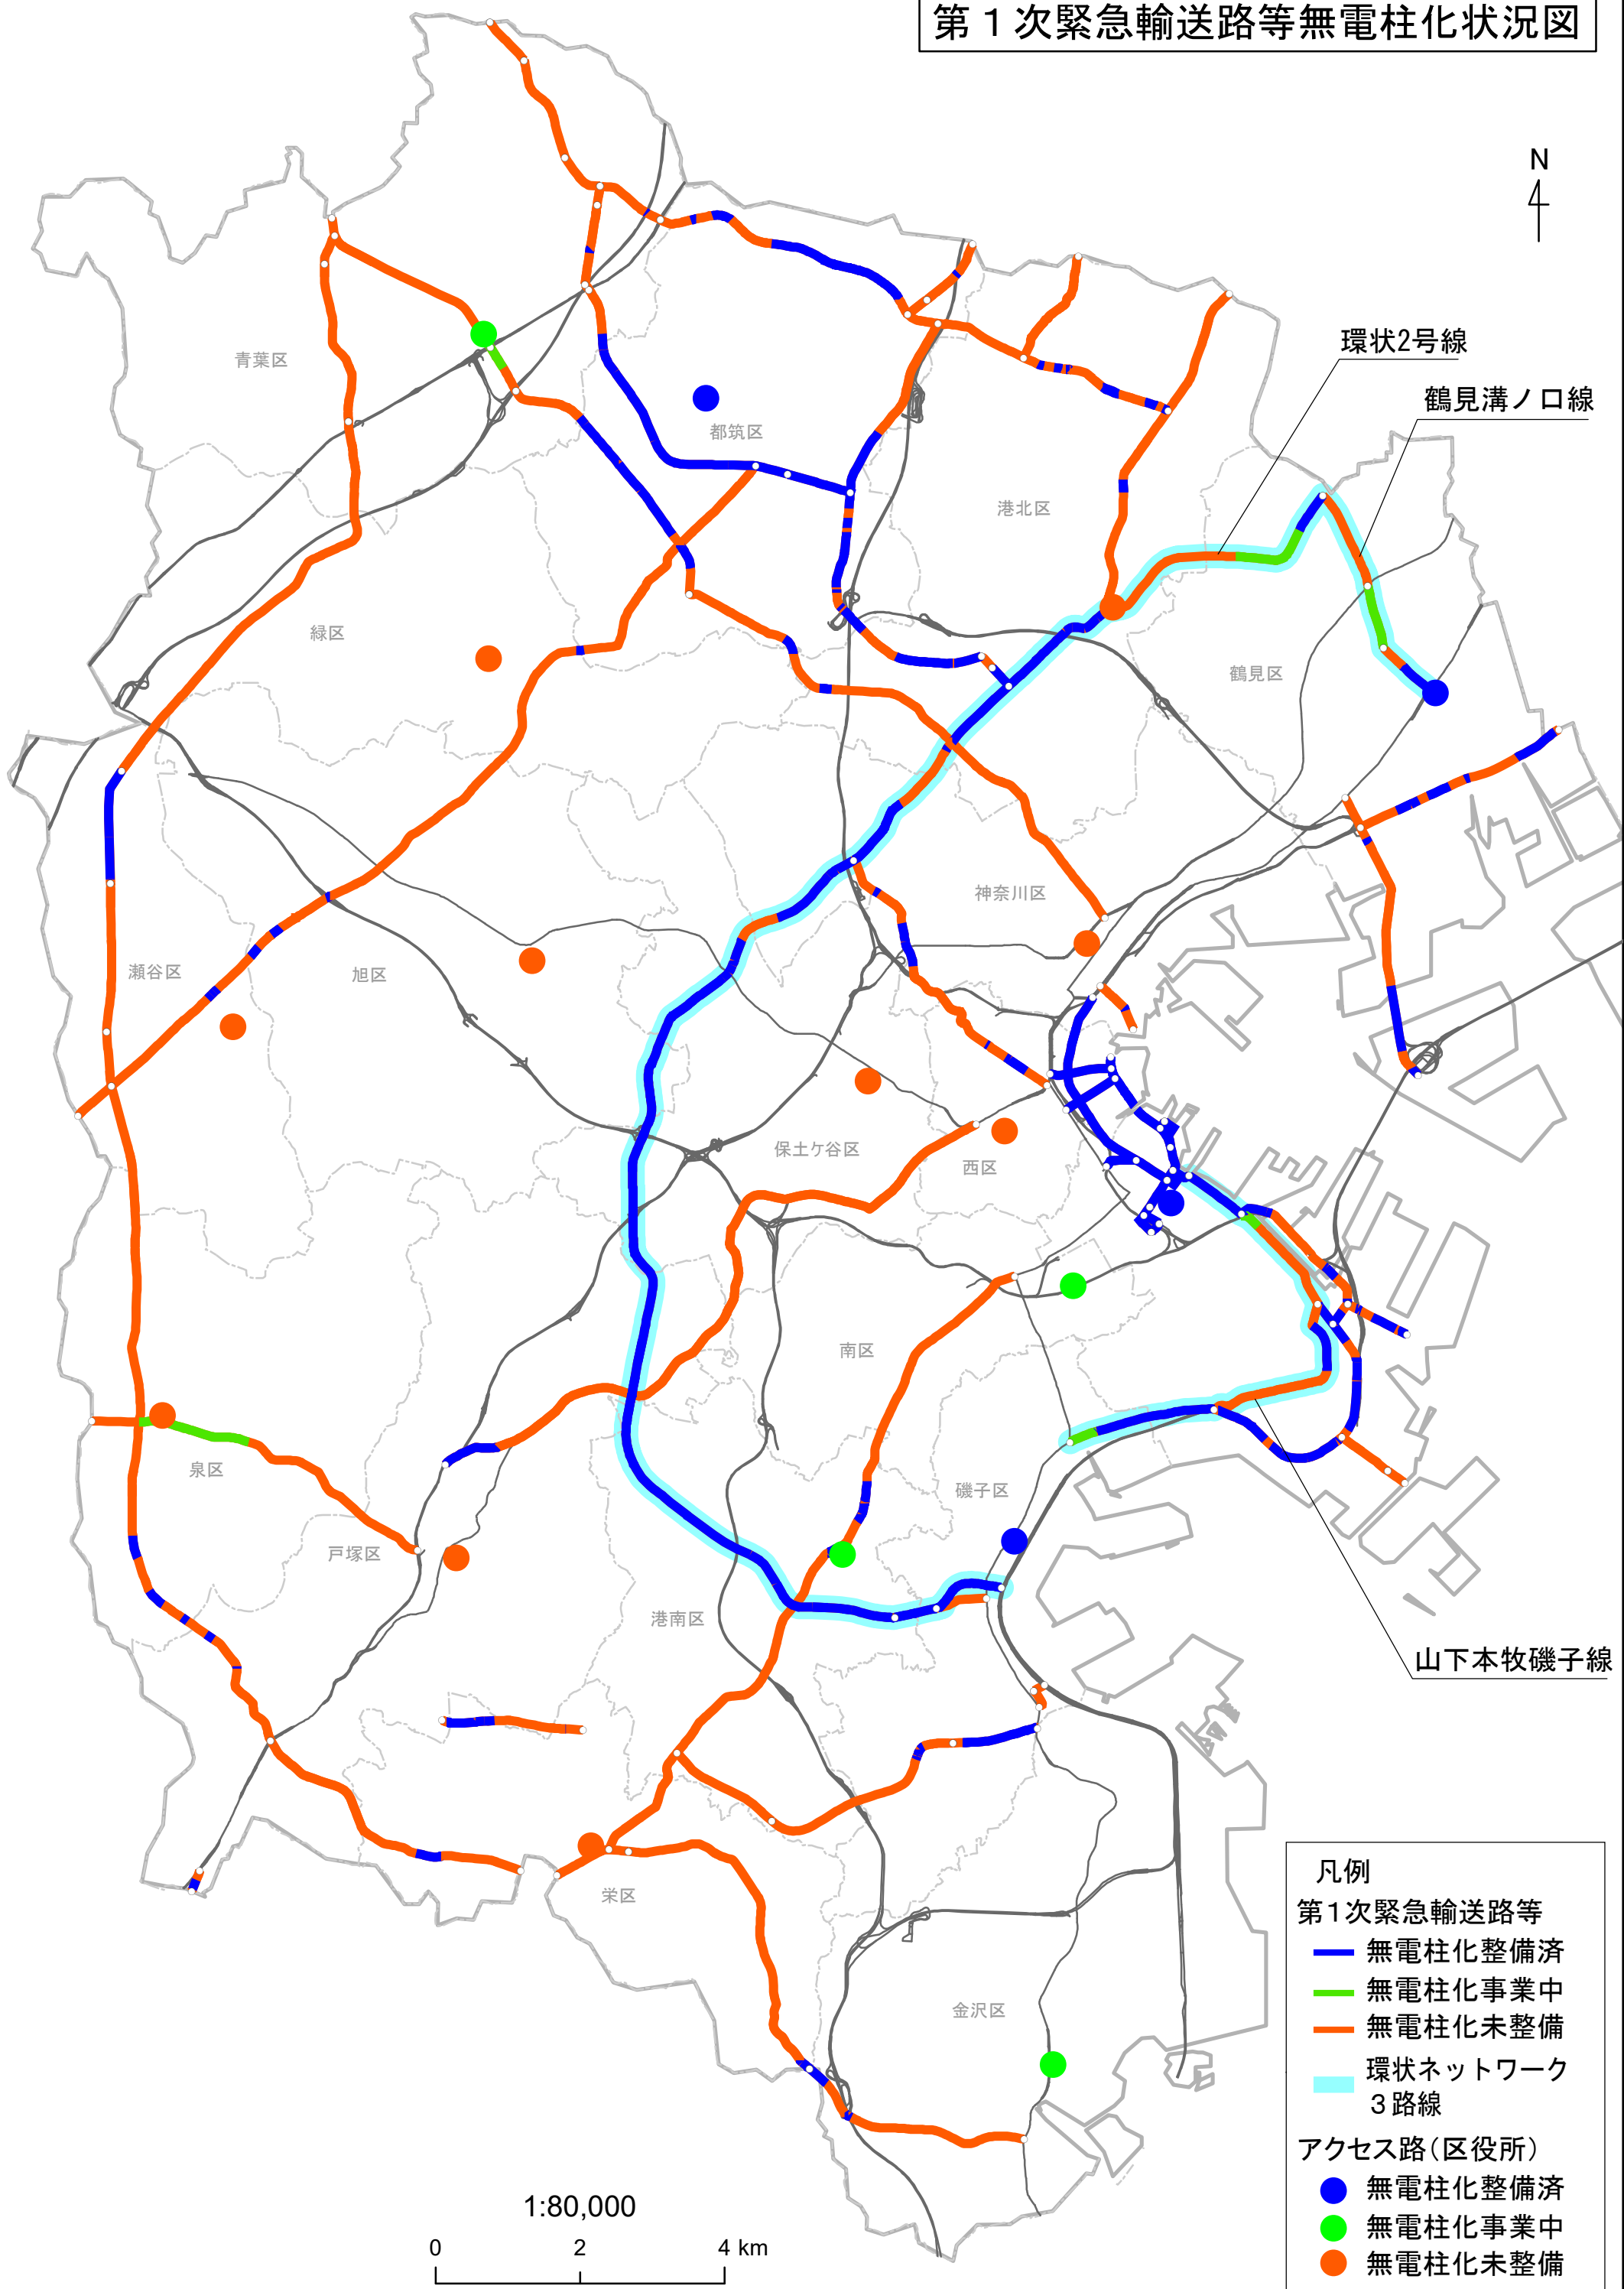 第１次緊急輸送路等無電柱化状況図
N
環状2号線
鶴見溝ノ口線
青葉区
都筑区
港北区
緑区
鶴見区
神奈川区
瀬谷区
旭区
保土ケ谷区
西区
南区
泉区
磯子区
戸塚区
港南区
山下本牧磯子線
栄区
金沢区
凡例
第1次緊急輸送路等
無電柱化整備済
無電柱化事業中
無電柱化未整備
環状ネットワーク
３路線
アクセス路（区役所）
無電柱化整備済
無電柱化事業中
無電柱化未整備
1:80,000
0 2 4 km